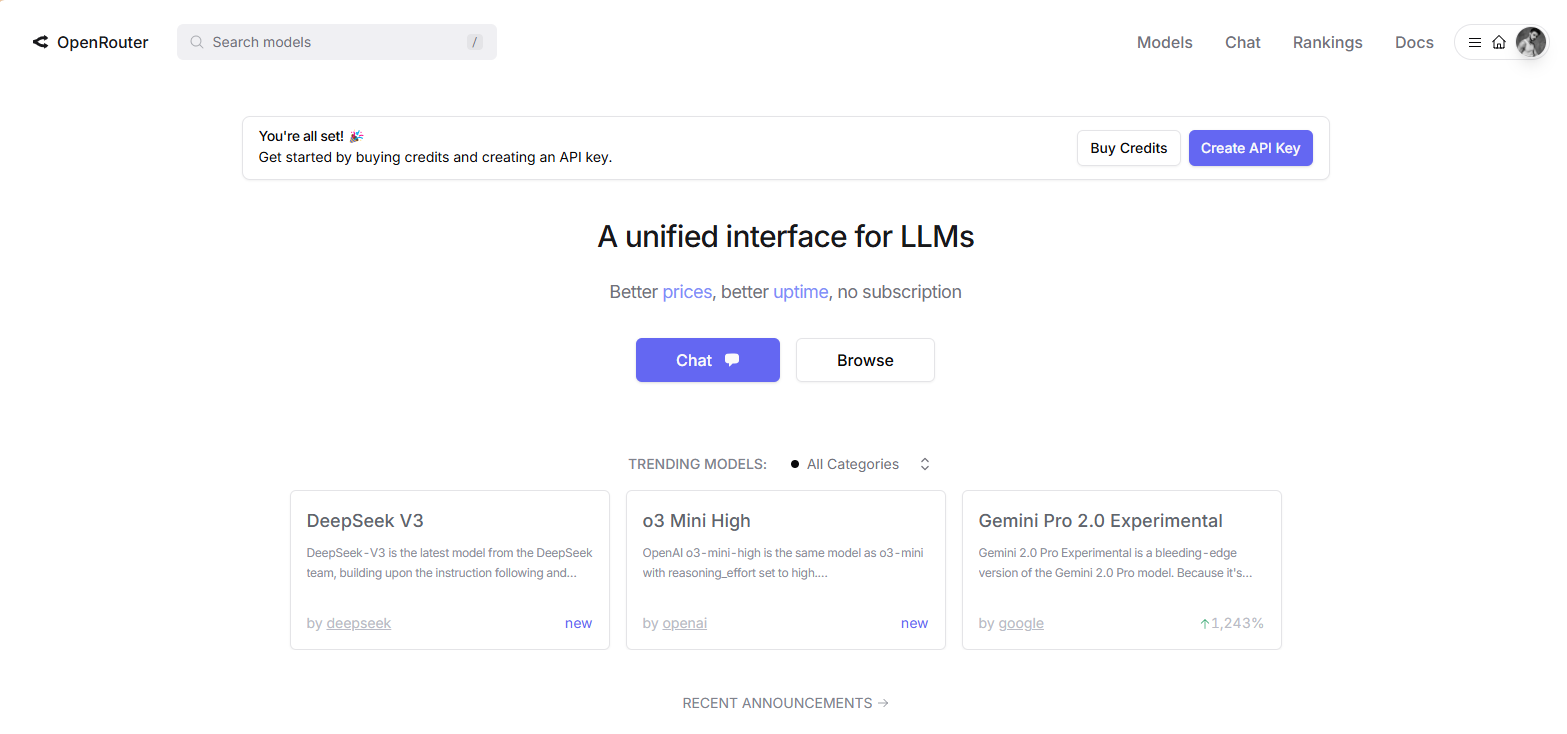 OpenRouter
Search models
/
Models
Chat
Rankings
Docs
You're all set! 🎉
Get started by buying credits and creating an API key.
Buy Credits
Create API Key
A unified interface for LLMs
Better prices, better uptime, no subscription
Chat
Browse
TRENDING MODELS:
All Categories
DeepSeek V3
DeepSeek-V3 is the latest model from the DeepSeek
team, building upon the instruction following and...
by deepseek
new
o3 Mini High
OpenAI o3-mini-high is the same model as o3-mini
with reasoning_effort set to high....
by openai
new
Gemini Pro 2.0 Experimental
Gemini 2.0 Pro Experimental is a bleeding-edge
version of the Gemini 2.0 Pro model. Because it's...
by google
↑1,243%
RECENT ANNOUNCEMENTS →